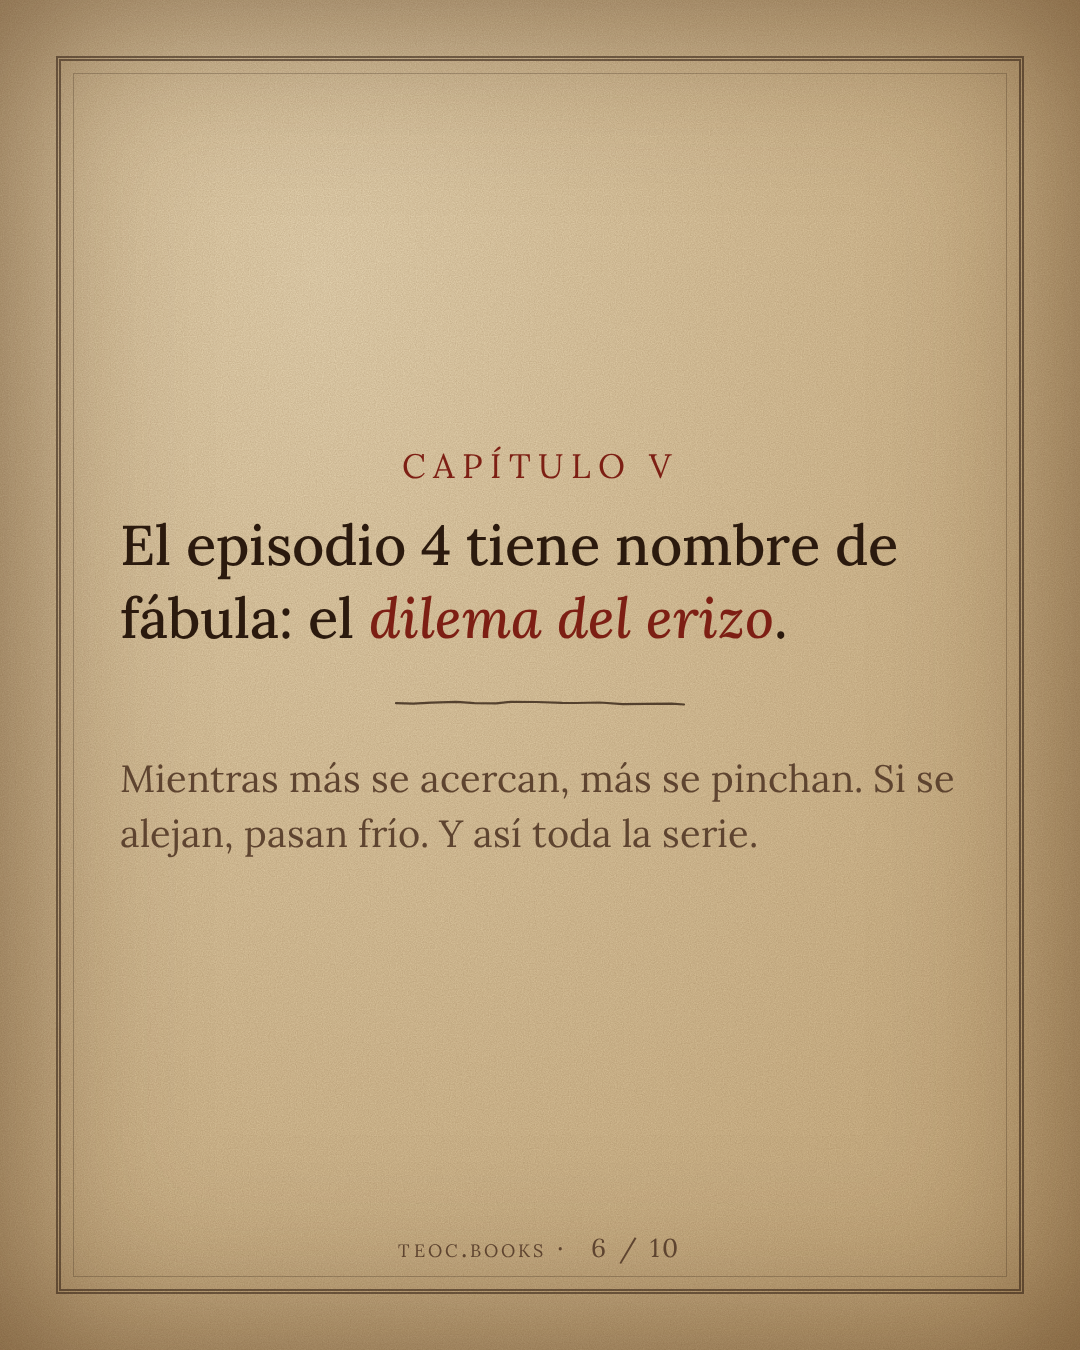 CAPÍTULO V
El episodio 4 tiene nombre de
fábula: el dilema del erizo.
Mientras más se acercan, más se pinchan. Si se
alejan, pasan frío. Y así toda la serie.
TEOC.BOOKS · 6 / 10